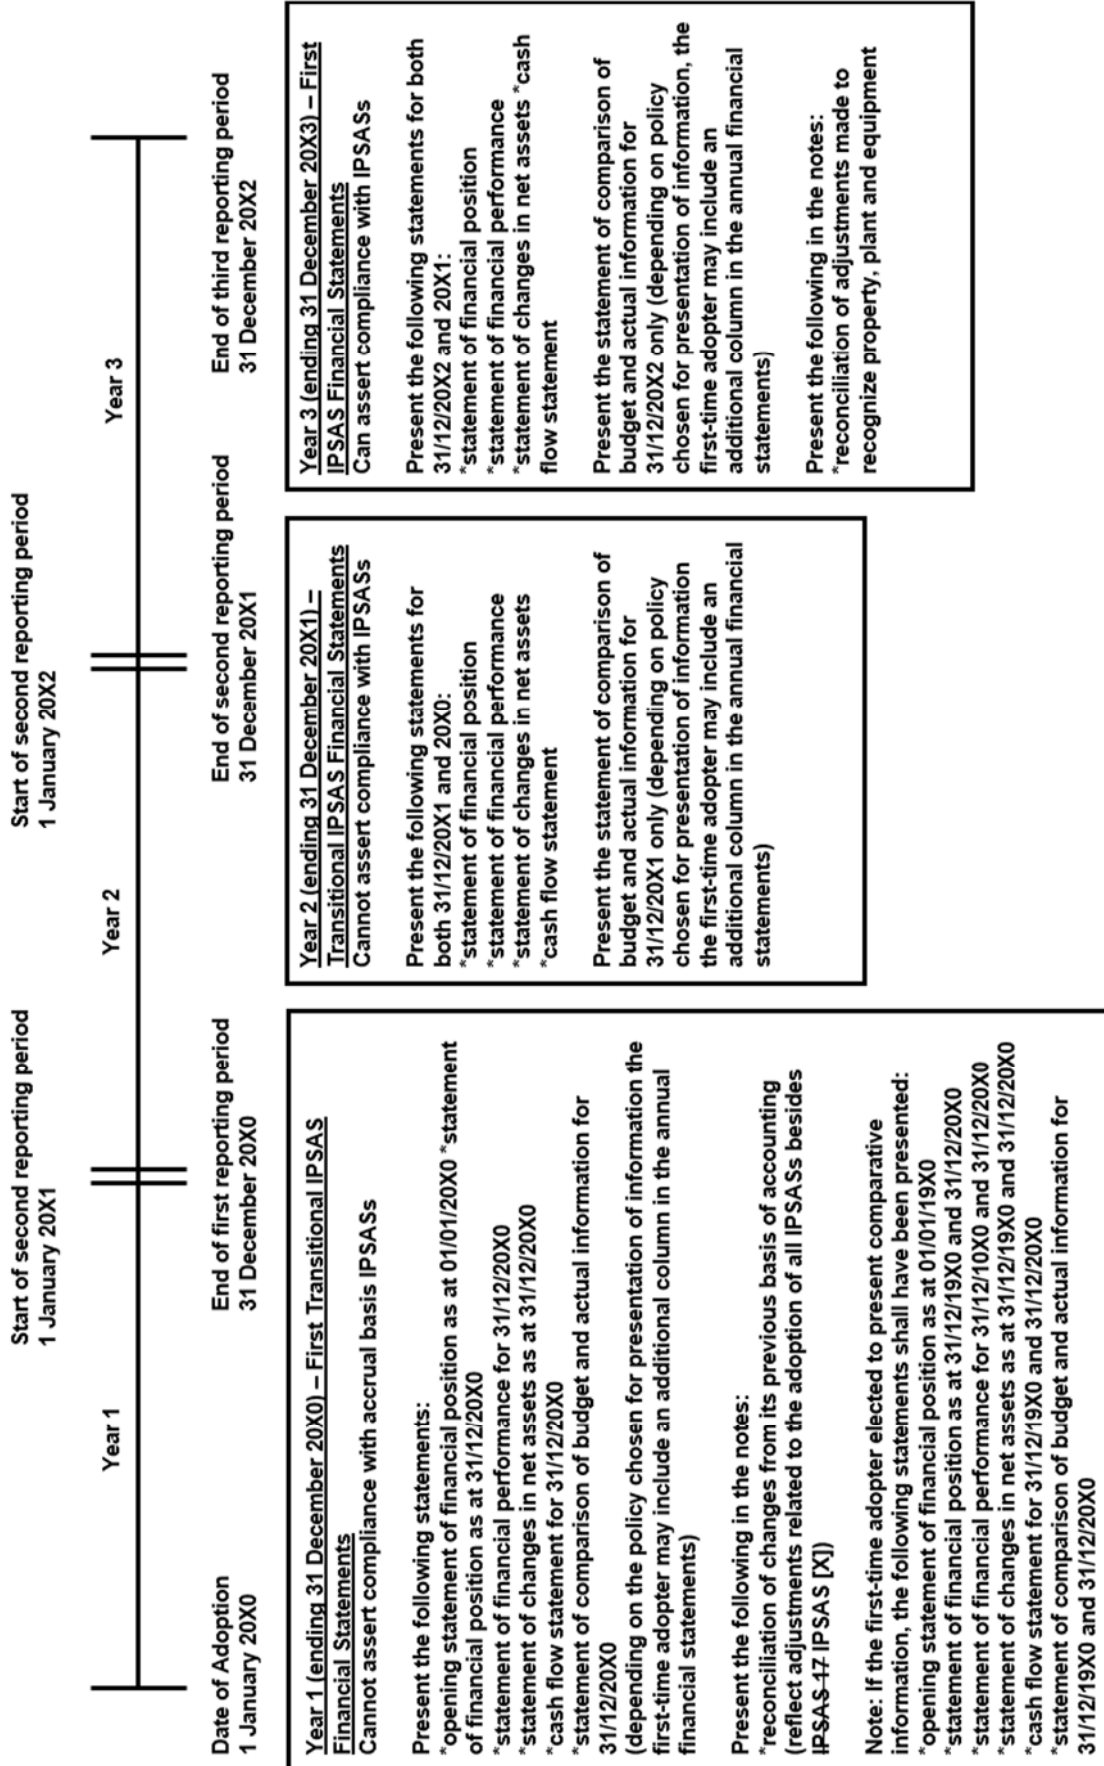 Start of second reporting period
1 January 20X1
Start of second reporting period
1 January 20X2
Year 1
Year 2
Year 3
Date of Adoption
1 January 20X0
End of first reporting period
31 December 20X0
End of second reporting period
31 December 20X1
End of third reporting period
31 December 20X2
Year 1 (ending 31 December 20X0) – First Transitional IPSAS
Financial Statements
Cannot assert compliance with accrual basis IPSASs
Present the following statements:
*opening statement of financial position as at 01/01/20X0 *statement
of financial position as at 31/12/20X0
*statement of financial performance for 31/12/20X0
*statement of changes in net assets as at 31/12/20X0
*cash flow statement for 31/12/20X0
*statement of comparison of budget and actual information for
31/12/20X0
(depending on the policy chosen for presentation of information the
first-time adopter may include an additional column in the annual
financial statements)
Present the following in the notes:
*reconciliation of changes from its previous basis of accounting
(reflect adjustments related to the adoption of all IPSASs besides
IPSAS 17 IPSAS [X])
Note: If the first-time adopter elected to present comparative
information, the following statements shall have been presented:
*opening statement of financial position as at 01/01/19X0
*statement of financial position as at 31/12/19X0 and 31/12/20X0
*statement of financial performance for 31/12/10X0 and 31/12/20X0
*statement of changes in net assets as at 31/12/19X0 and 31/12/20X0
*cash flow statement for 31/12/19X0 and 31/12/20X0
*statement of comparison of budget and actual information for
31/12/19X0 and 31/12/20X0
Year 2 (ending 31 December 20X1) –
Transitional IPSAS Financial Statements
Cannot assert compliance with IPSASs
Present the following statements for
both 31/12/20X1 and 20X0:
*statement of financial position
*statement of financial performance
*statement of changes in net assets
*cash flow statement
Present the statement of comparison of
budget and actual information for
31/12/20X1 only (depending on policy
chosen for presentation of information
the first-time adopter may include an
additional column in the annual financial
statements)
Year 3 (ending 31 December 20X3) – First
IPSAS Financial Statements
Can assert compliance with IPSASs
Present the following statements for both
31/12/20X2 and 20X1:
*statement of financial position
*statement of financial performance
*statement of changes in net assets *cash
flow statement
Present the statement of comparison of
budget and actual information for
31/12/20X2 only (depending on policy
chosen for presentation of information, the
first-time adopter may include an
additional column in the annual financial
statements)
Present the following in the notes:
*reconciliation of adjustments made to
recognize property, plant and equipment